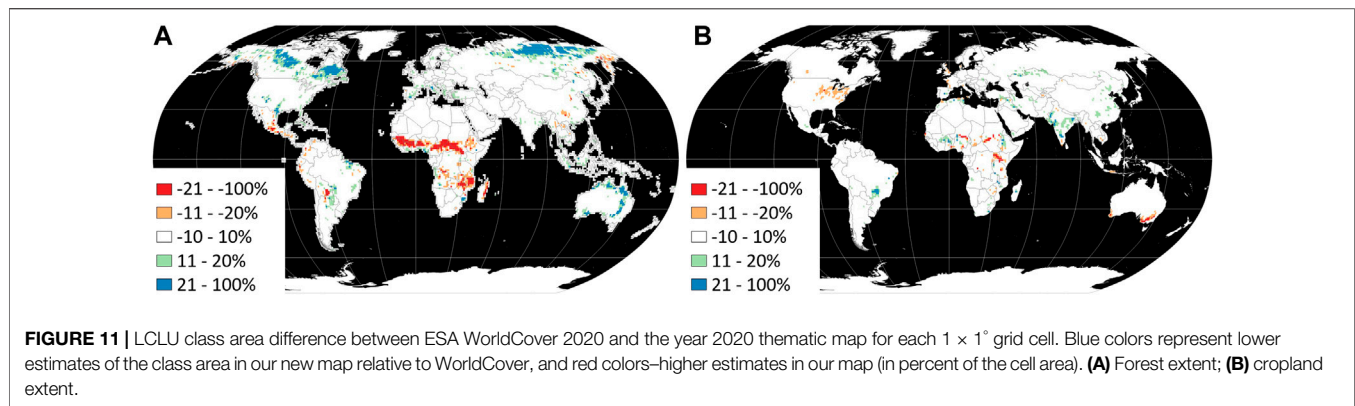 A
B
-21 - -100%
-11 - -20%
-10 - 10%
11 - 20%
21 - 100%
-21 - -100%
-11 - -20%
-10 - 10%
11 - 20%
21 - 100%
FIGURE 11 | LCLU class area difference between ESA WorldCover 2020 and the year 2020 thematic map for each 1 × 1° grid cell. Blue colors represent lower
estimates of the class area in our new map relative to WorldCover, and red colors–higher estimates in our map (in percent of the cell area). (A) Forest extent; (B) cropland
extent.